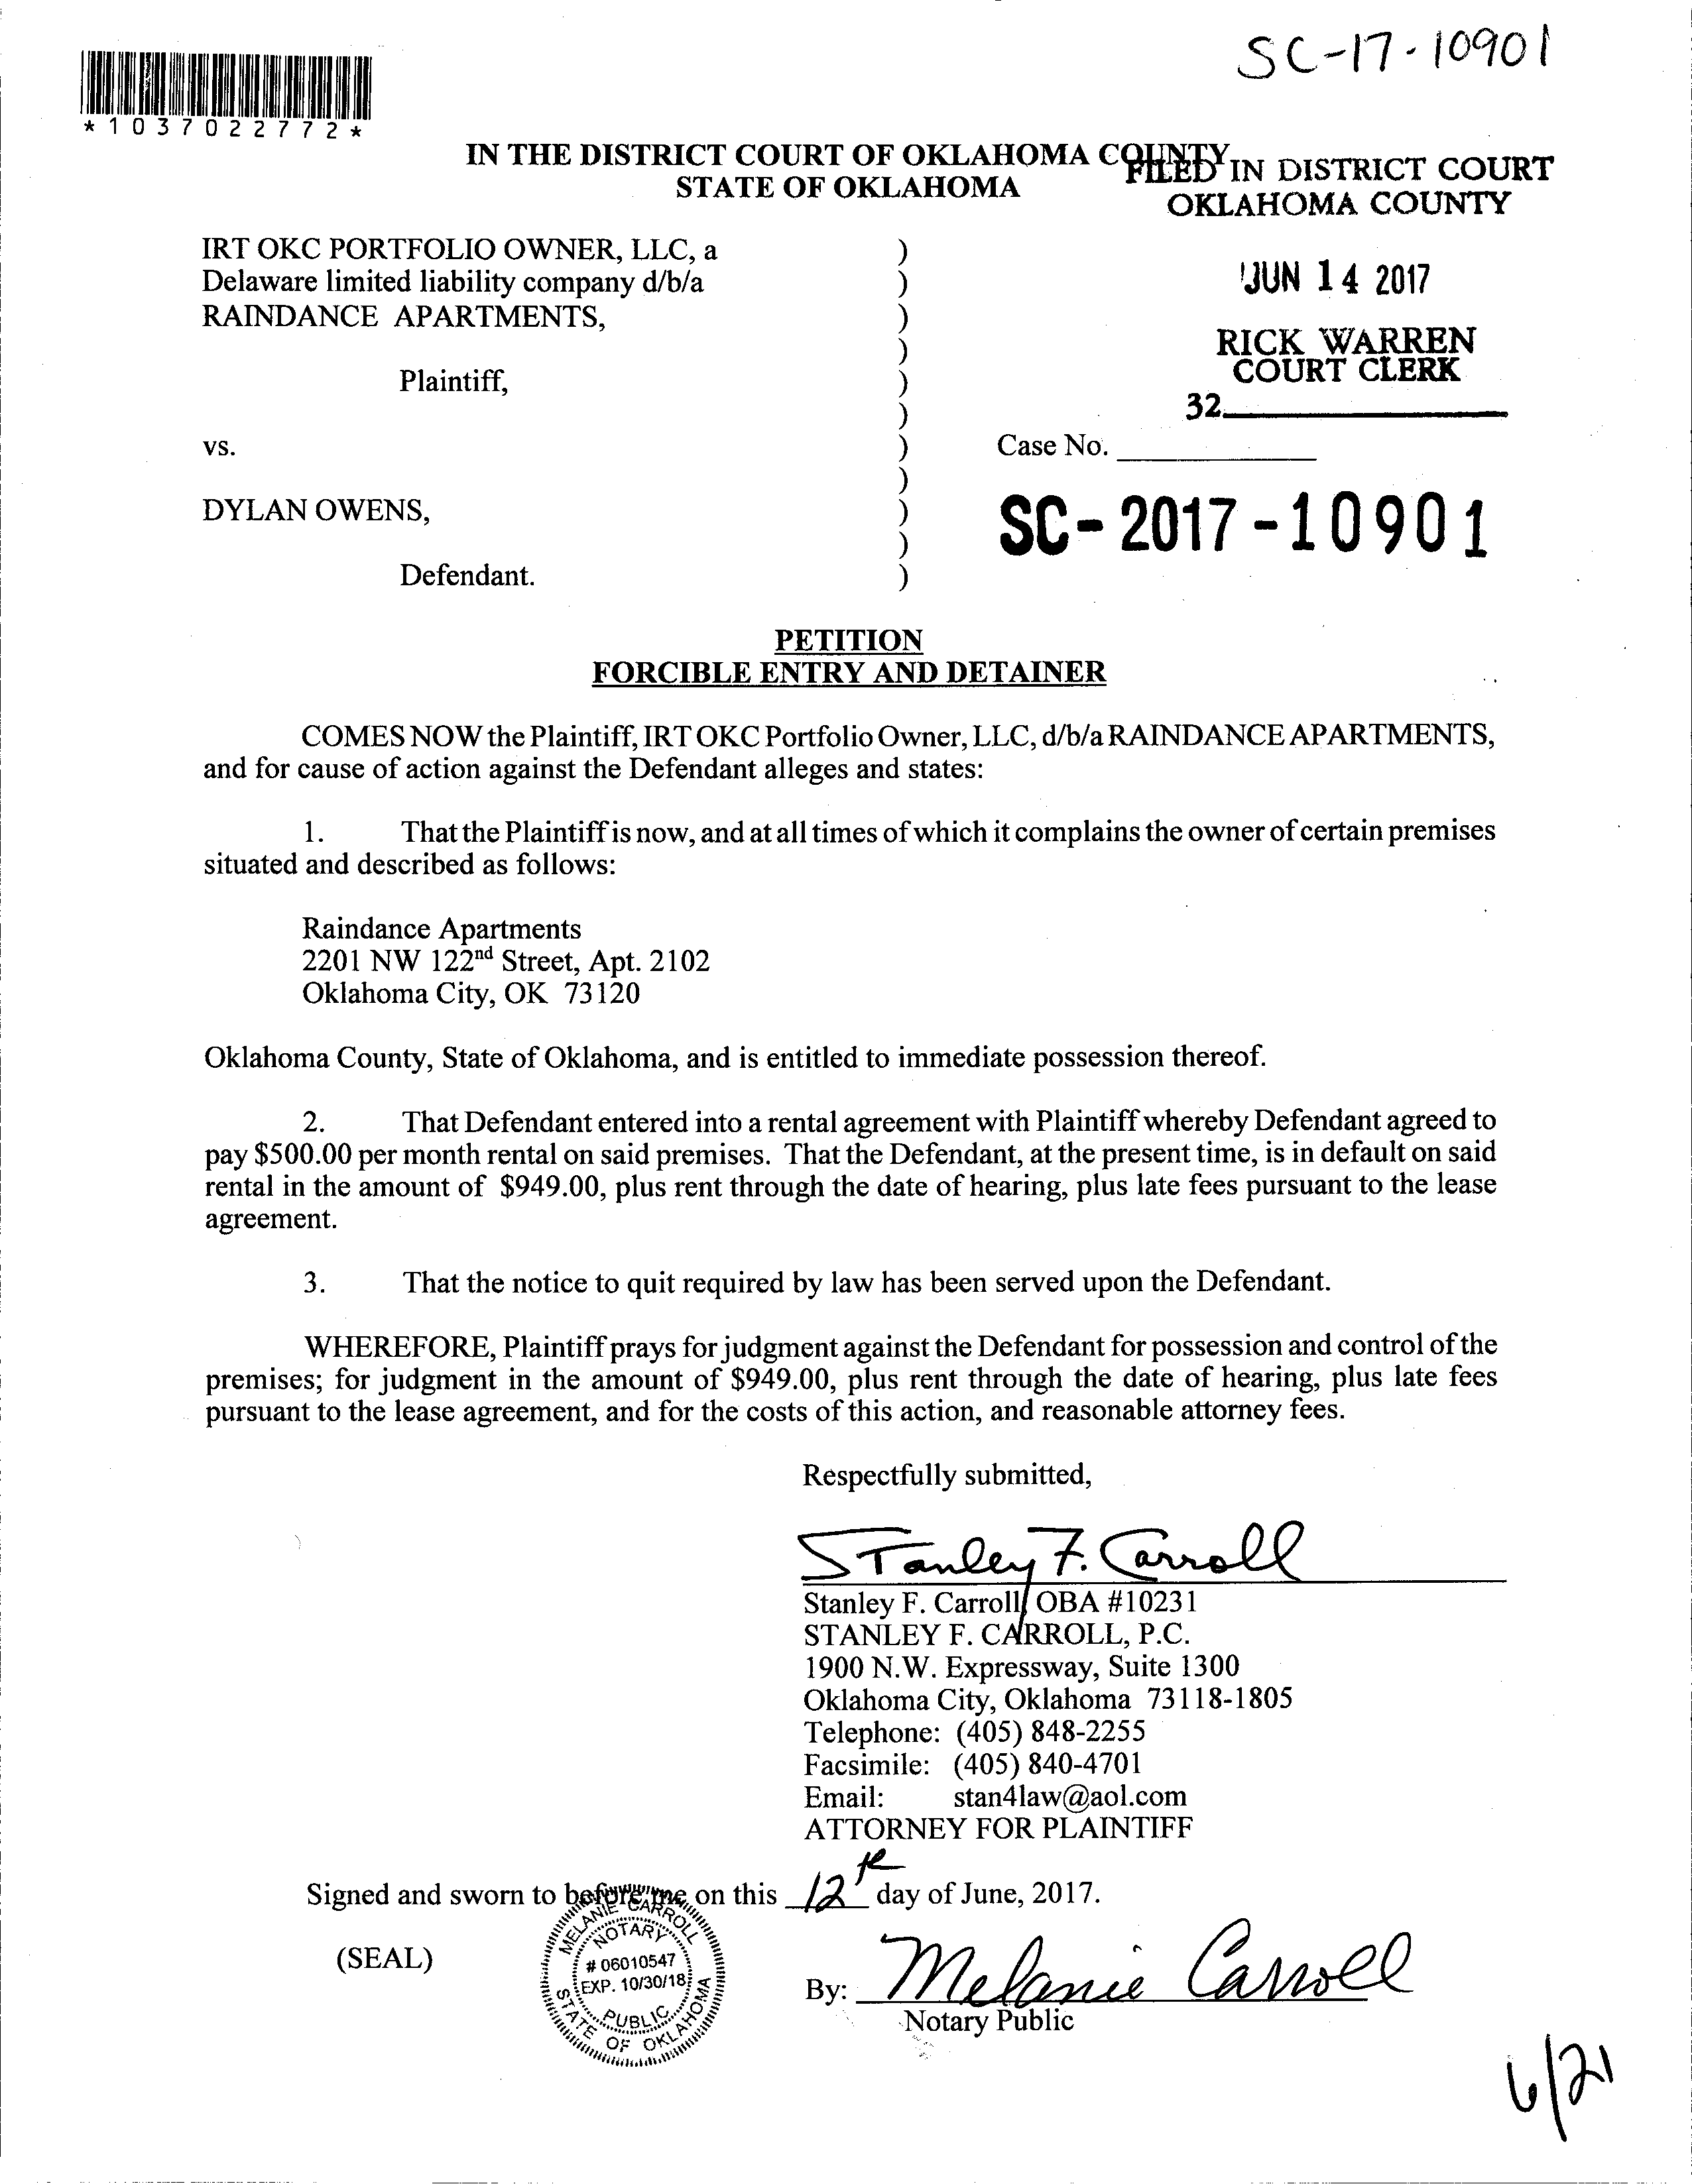 SC-17-10901
*1037022772*
IN THE DISTRICT COURT OF OKLAHOMA COUNTY
STATE OF OKLAHOMA
FILED IN DISTRICT COURT
OKLAHOMA COUNTY
JUN 14 2017
RICK WARREN
COURT CLERK
32
IRT OKC PORTFOLIO OWNER, LLC, a )
Delaware limited liability company d/b/a )
RAINDANCE APARTMENTS, )
)
Plaintiff, )
)
vs. ) Case No.
)
DYLAN OWENS, ) SC-2017-10901
)
Defendant. )
PETITION
FORCIBLE ENTRY AND DETAINER
COMES NOW the Plaintiff, IRT OKC Portfolio Owner, LLC, d/b/a RAINDANCE APARTMENTS,
and for cause of action against the Defendant alleges and states:
1. That the Plaintiff is now, and at all times of which it complains the owner of certain premises
situated and described as follows:
Raindance Apartments
2201 NW 122nd Street, Apt. 2102
Oklahoma City, OK 73120
Oklahoma County, State of Oklahoma, and is entitled to immediate possession thereof.
2. That Defendant entered into a rental agreement with Plaintiff whereby Defendant agreed to
pay $500.00 per month rental on said premises. That the Defendant, at the present time, is in default on said
rental in the amount of $949.00, plus rent through the date of hearing, plus late fees pursuant to the lease
agreement.
3. That the notice to quit required by law has been served upon the Defendant.
WHEREFORE, Plaintiff prays for judgment against the Defendant for possession and control of the
premises; for judgment in the amount of $949.00, plus rent through the date of hearing, plus late fees
pursuant to the lease agreement, and for the costs of this action, and reasonable attorney fees.
Respectfully submitted,
Stanley F. Carroll
Stanley F. Carroll, OBA #10231
STANLEY F. CARROLL, P.C.
1900 N.W. Expressway, Suite 1300
Oklahoma City, Oklahoma 73118-1805
Telephone: (405) 848-2255
Facsimile: (405) 840-4701
Email: stan4law@aol.com
ATTORNEY FOR PLAINTIFF
Signed and sworn to before me on this 12th day of June, 2017.
(SEAL)
MELANIE CARROLL
NOTARY
# 06010547
EXP. 10/30/18
PUBLIC
STATE OF OKLAHOMA
By: Melanie Carroll
Notary Public
6/21